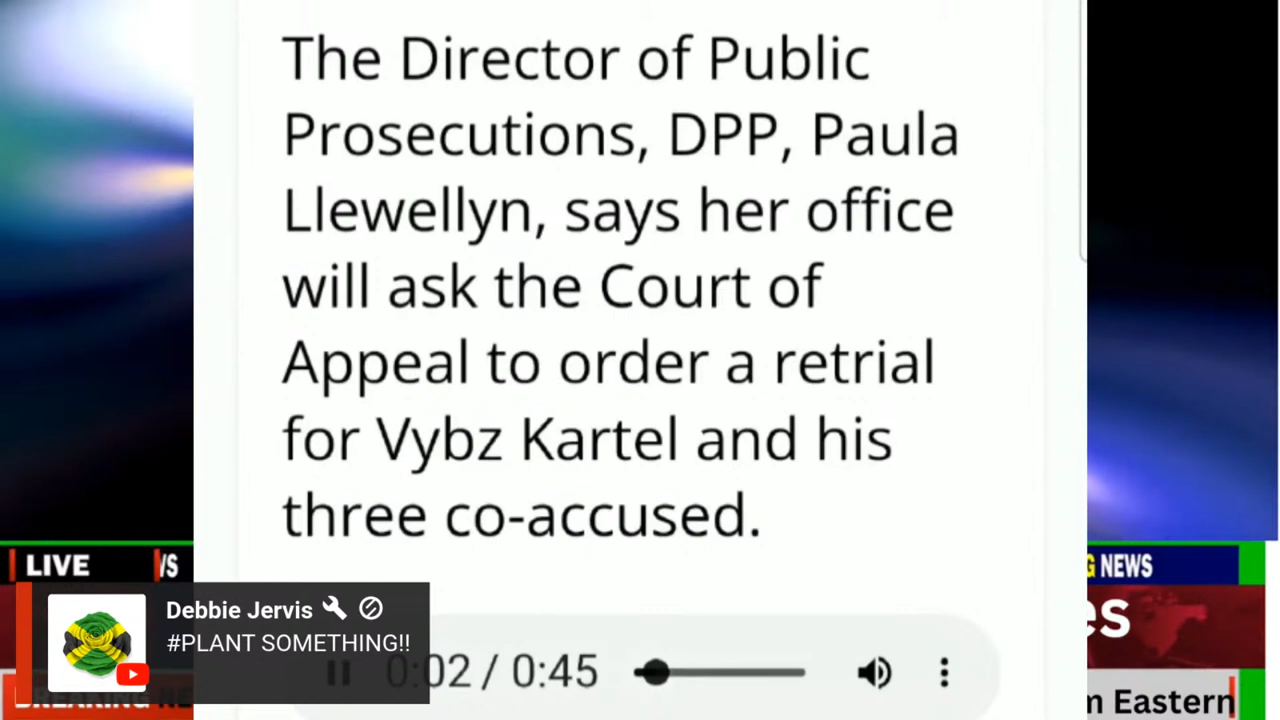 The Director of Public
Prosecutions, DPP, Paula
Llewellyn, says her office
will ask the Court of
Appeal to order a retrial
for Vybz Kartel and his
three co-accused.
LIVE
NEWS
Debbie Jervis
#PLANT SOMETHING!!
0:02 / 0:45
Eastern